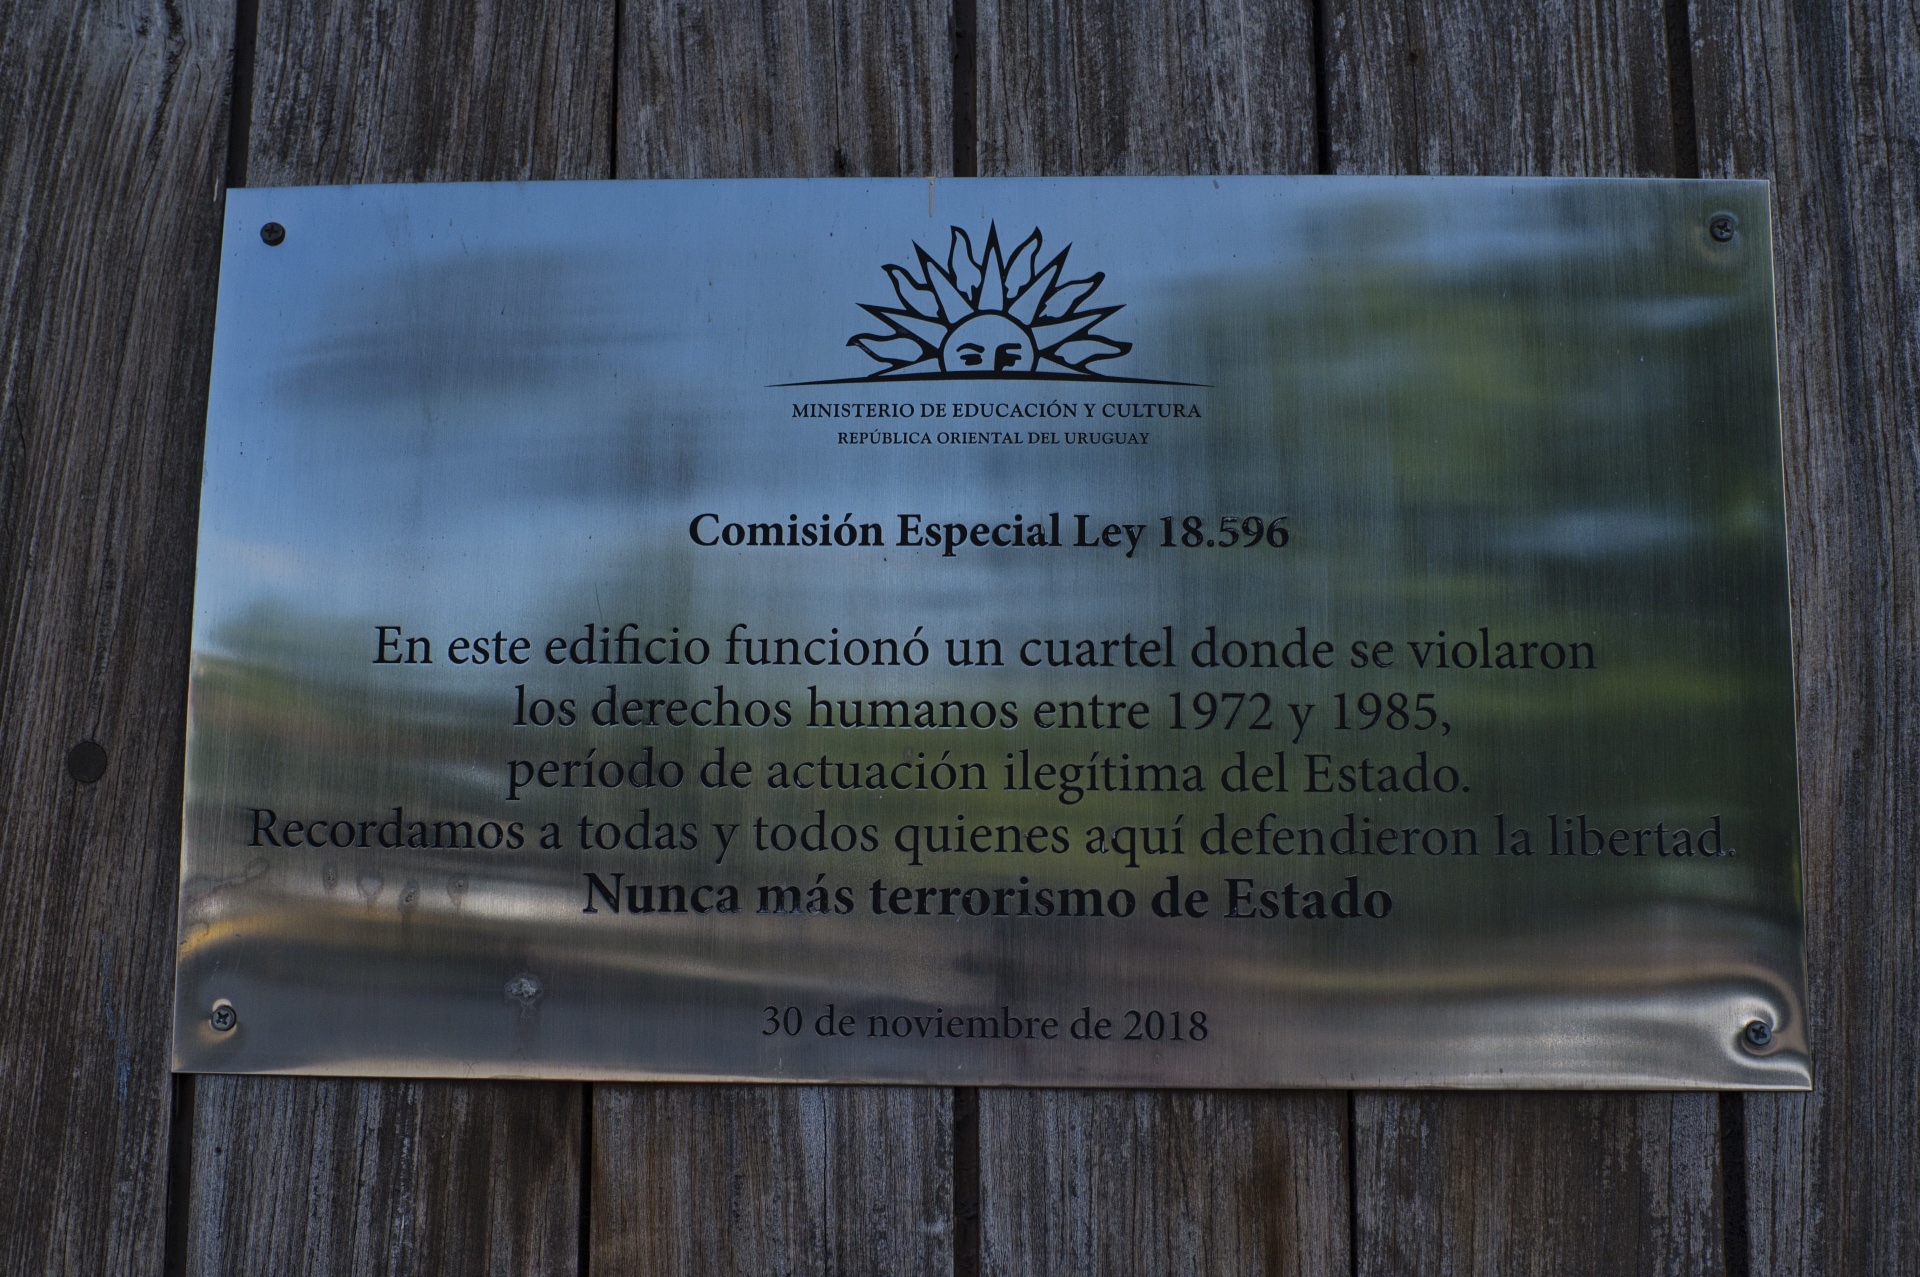 MINISTERIO DE EDUCACIÓN Y CULTURA
REPÚBLICA ORIENTAL DEL URUGUAY
Comisión Especial Ley 18.596
En este edificio funcionó un cuartel donde se violaron
los derechos humanos entre 1972 y 1985,
período de actuación ilegítima del Estado.
Recordamos a todas y todos quienes aquí defendieron la libertad.
Nunca más terrorismo de Estado
30 de noviembre de 2018